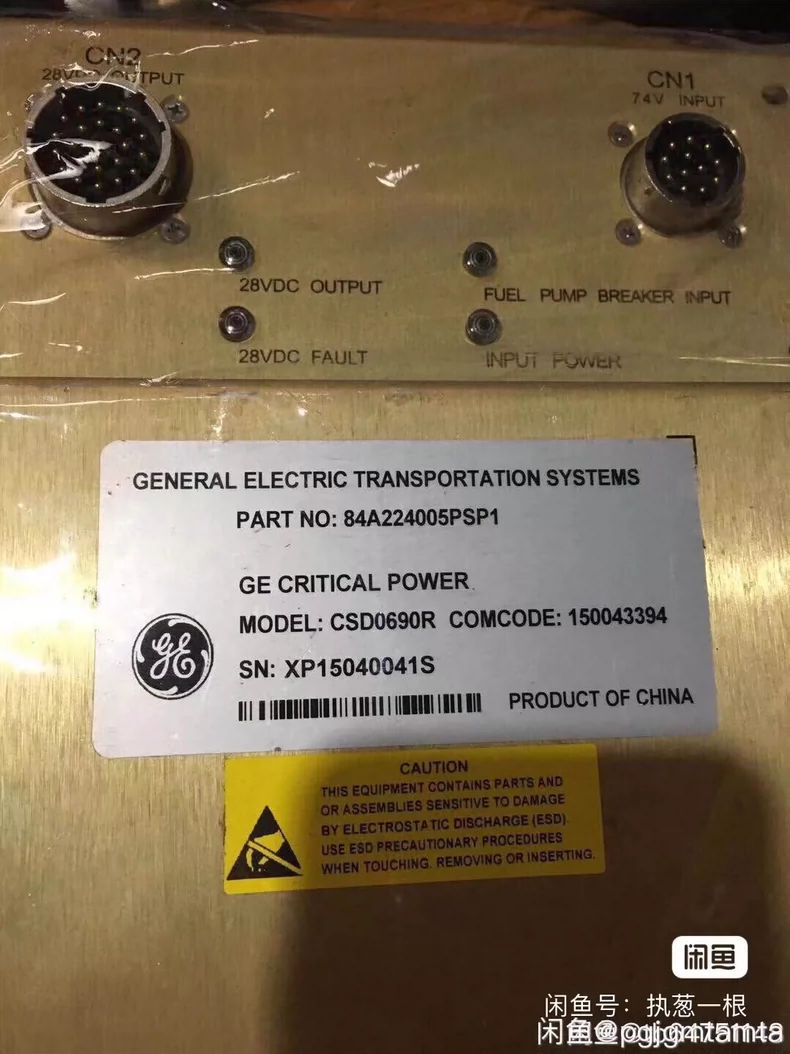 CN2
28VDC OUTPUT
CN1
74V INPUT
28VDC OUTPUT
FUEL PUMP BREAKER INPUT
28VDC FAULT
INPUT POWER
GENERAL ELECTRIC TRANSPORTATION SYSTEMS
PART NO: 84A224005PSP1
GE CRITICAL POWER
MODEL: CSD0690R COMCODE: 150043394
GE
SN: XP15040041S
PRODUCT OF CHINA
CAUTION
THIS EQUIPMENT CONTAINS PARTS AND
OR ASSEMBLIES SENSITIVE TO DAMAGE
BY ELECTROSTATIC DISCHARGE (ESD)
USE ESD PRECAUTIONARY PROCEDURES
WHEN TOUCHING. REMOVING OR INSERTING.
闲鱼
闲鱼号：执葱一根